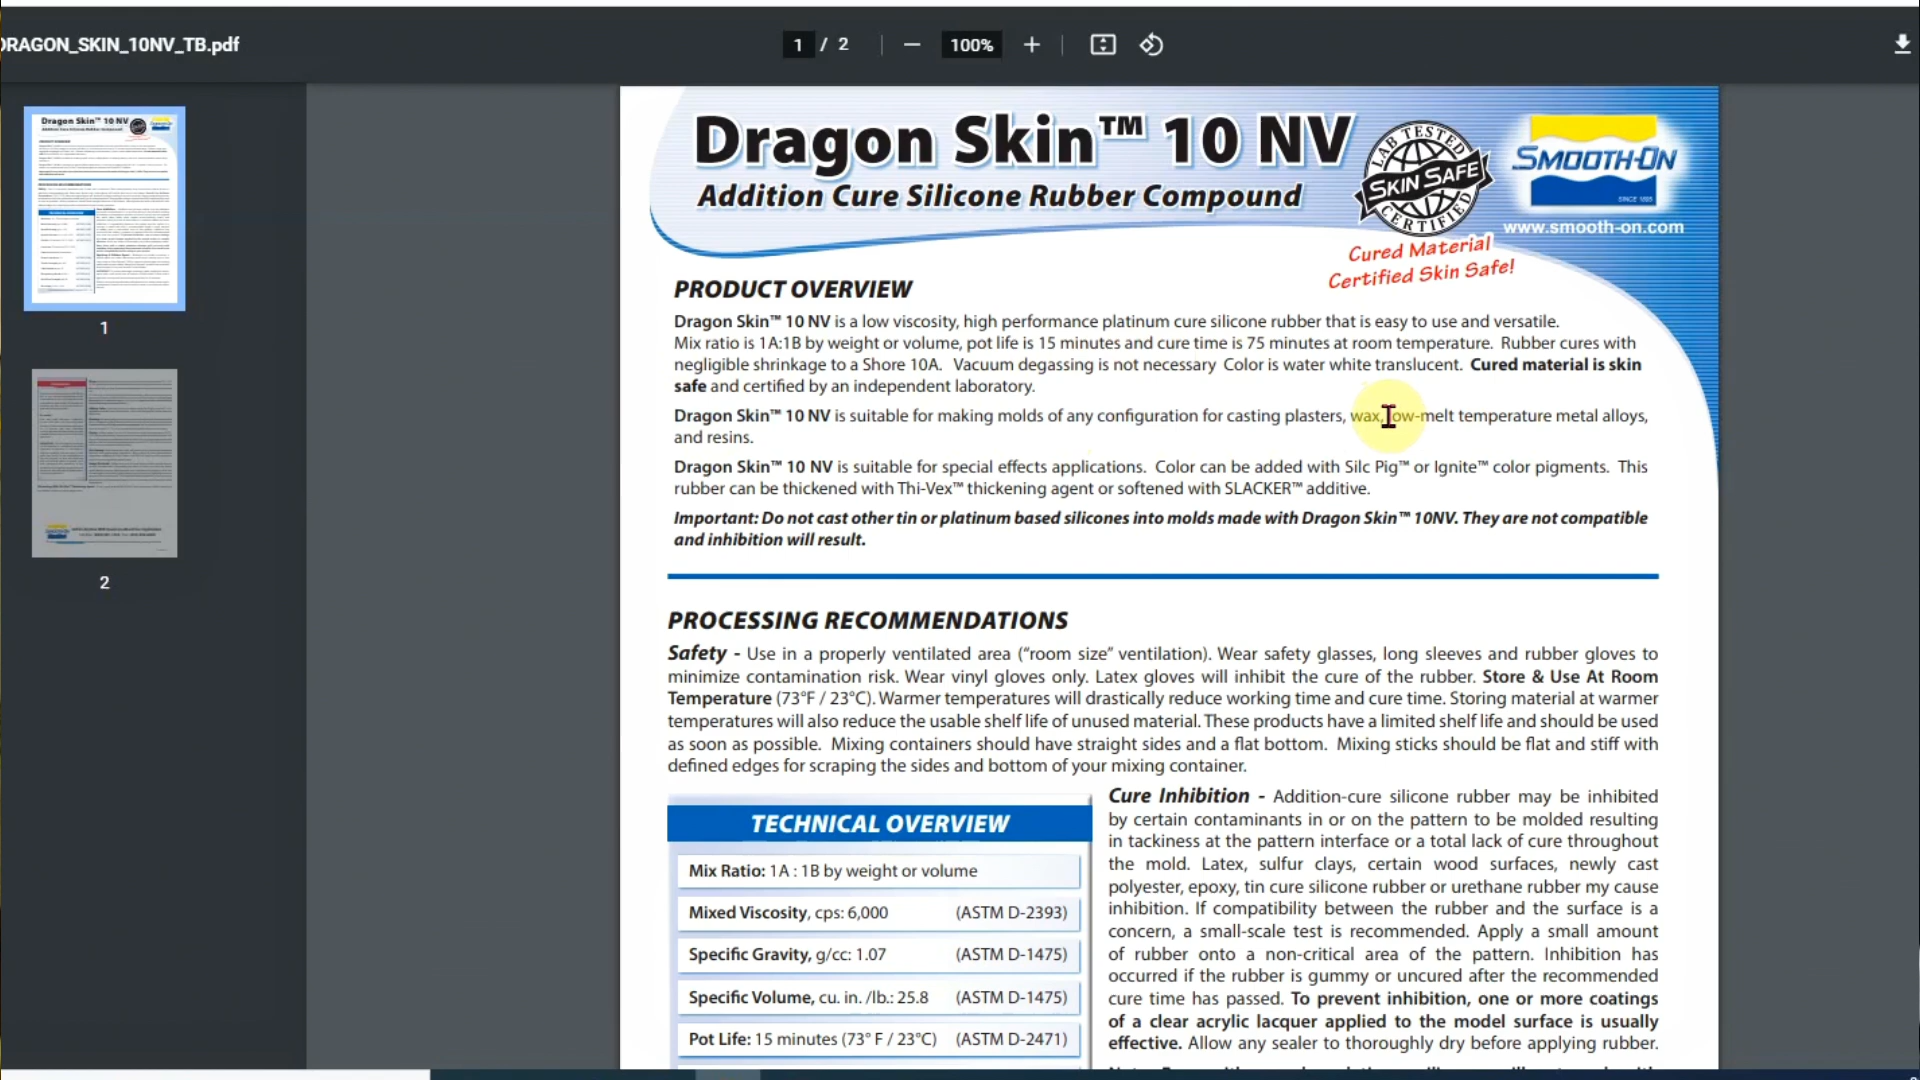 DRAGON_SKIN_10NV_TB.pdf
1 / 2
100%
1
2
Dragon Skin™ 10 NV
Addition Cure Silicone Rubber Compound
LAB TESTED
SKIN SAFE
CERTIFIED
Cured Material
Certified Skin Safe!
SMOOTH-ON
SINCE 1895
www.smooth-on.com
PRODUCT OVERVIEW
Dragon Skin™ 10 NV is a low viscosity, high performance platinum cure silicone rubber that is easy to use and versatile.
Mix ratio is 1A:1B by weight or volume, pot life is 15 minutes and cure time is 75 minutes at room temperature. Rubber cures with
negligible shrinkage to a Shore 10A. Vacuum degassing is not necessary Color is water white translucent. Cured material is skin
safe and certified by an independent laboratory.
Dragon Skin™ 10 NV is suitable for making molds of any configuration for casting plasters, wax, low-melt temperature metal alloys,
and resins.
Dragon Skin™ 10 NV is suitable for special effects applications. Color can be added with Silc Pig™ or Ignite™ color pigments. This
rubber can be thickened with Thi-Vex™ thickening agent or softened with SLACKER™ additive.
Important: Do not cast other tin or platinum based silicones into molds made with Dragon Skin™ 10NV. They are not compatible
and inhibition will result.
PROCESSING RECOMMENDATIONS
Safety - Use in a properly ventilated area (“room size” ventilation). Wear safety glasses, long sleeves and rubber gloves to
minimize contamination risk. Wear vinyl gloves only. Latex gloves will inhibit the cure of the rubber. Store & Use At Room
Temperature (73°F / 23°C). Warmer temperatures will drastically reduce working time and cure time. Storing material at warmer
temperatures will also reduce the usable shelf life of unused material. These products have a limited shelf life and should be used
as soon as possible. Mixing containers should have straight sides and a flat bottom. Mixing sticks should be flat and stiff with
defined edges for scraping the sides and bottom of your mixing container.
TECHNICAL OVERVIEW
Mix Ratio: 1A : 1B by weight or volume
Mixed Viscosity, cps: 6,000 (ASTM D-2393)
Specific Gravity, g/cc: 1.07 (ASTM D-1475)
Specific Volume, cu. in. /lb.: 25.8 (ASTM D-1475)
Pot Life: 15 minutes (73° F / 23°C) (ASTM D-2471)
Cure Inhibition - Addition-cure silicone rubber may be inhibited
by certain contaminants in or on the pattern to be molded resulting
in tackiness at the pattern interface or a total lack of cure throughout
the mold. Latex, sulfur clays, certain wood surfaces, newly cast
polyester, epoxy, tin cure silicone rubber or urethane rubber my cause
inhibition. If compatibility between the rubber and the surface is a
concern, a small-scale test is recommended. Apply a small amount
of rubber onto a non-critical area of the pattern. Inhibition has
occurred if the rubber is gummy or uncured after the recommended
cure time has passed. To prevent inhibition, one or more coatings
of a clear acrylic lacquer applied to the model surface is usually
effective. Allow any sealer to thoroughly dry before applying rubber.